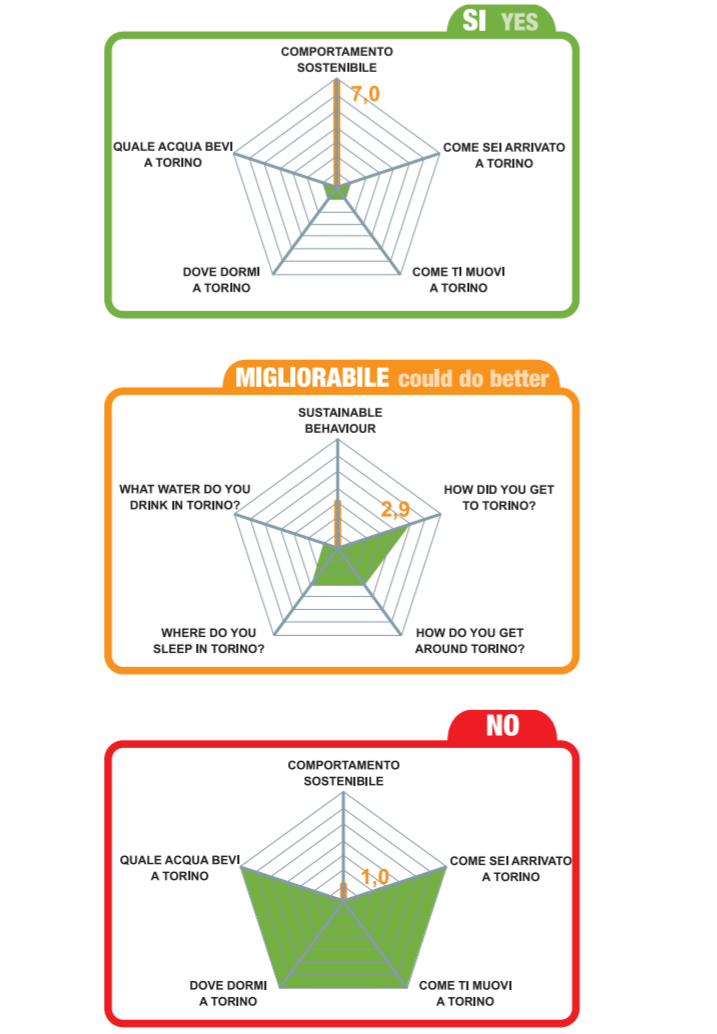 SI YES
COMPORTAMENTO
SOSTENIBILE
7,0
QUALE ACQUA BEVI
A TORINO
COME SEI ARRIVATO
A TORINO
DOVE DORMI
A TORINO
COME TI MUOVI
A TORINO
MIGLIORABILE could do better
SUSTAINABLE
BEHAVIOUR
WHAT WATER DO YOU
DRINK IN TORINO?
HOW DID YOU GET
TO TORINO?
2,9
WHERE DO YOU
SLEEP IN TORINO?
HOW DO YOU GET
AROUND TORINO?
NO
COMPORTAMENTO
SOSTENIBILE
QUALE ACQUA BEVI
A TORINO
COME SEI ARRIVATO
A TORINO
1,0
DOVE DORMI
A TORINO
COME TI MUOVI
A TORINO